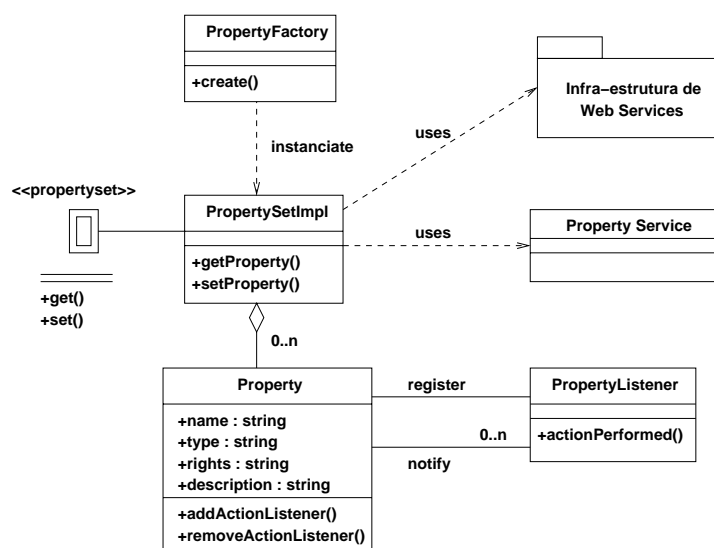 PropertyFactory
+create()
instanciate
Infra-estrutura de
Web Services
uses
<<propertyset>>
+get()
+set()
PropertySetImpl
+getProperty()
+setProperty()
uses
Property Service
0..n
Property
+name : string
+type : string
+rights : string
+description : string
+addActionListener()
+removeActionListener()
register
0..n
notify
PropertyListener
+actionPerformed()